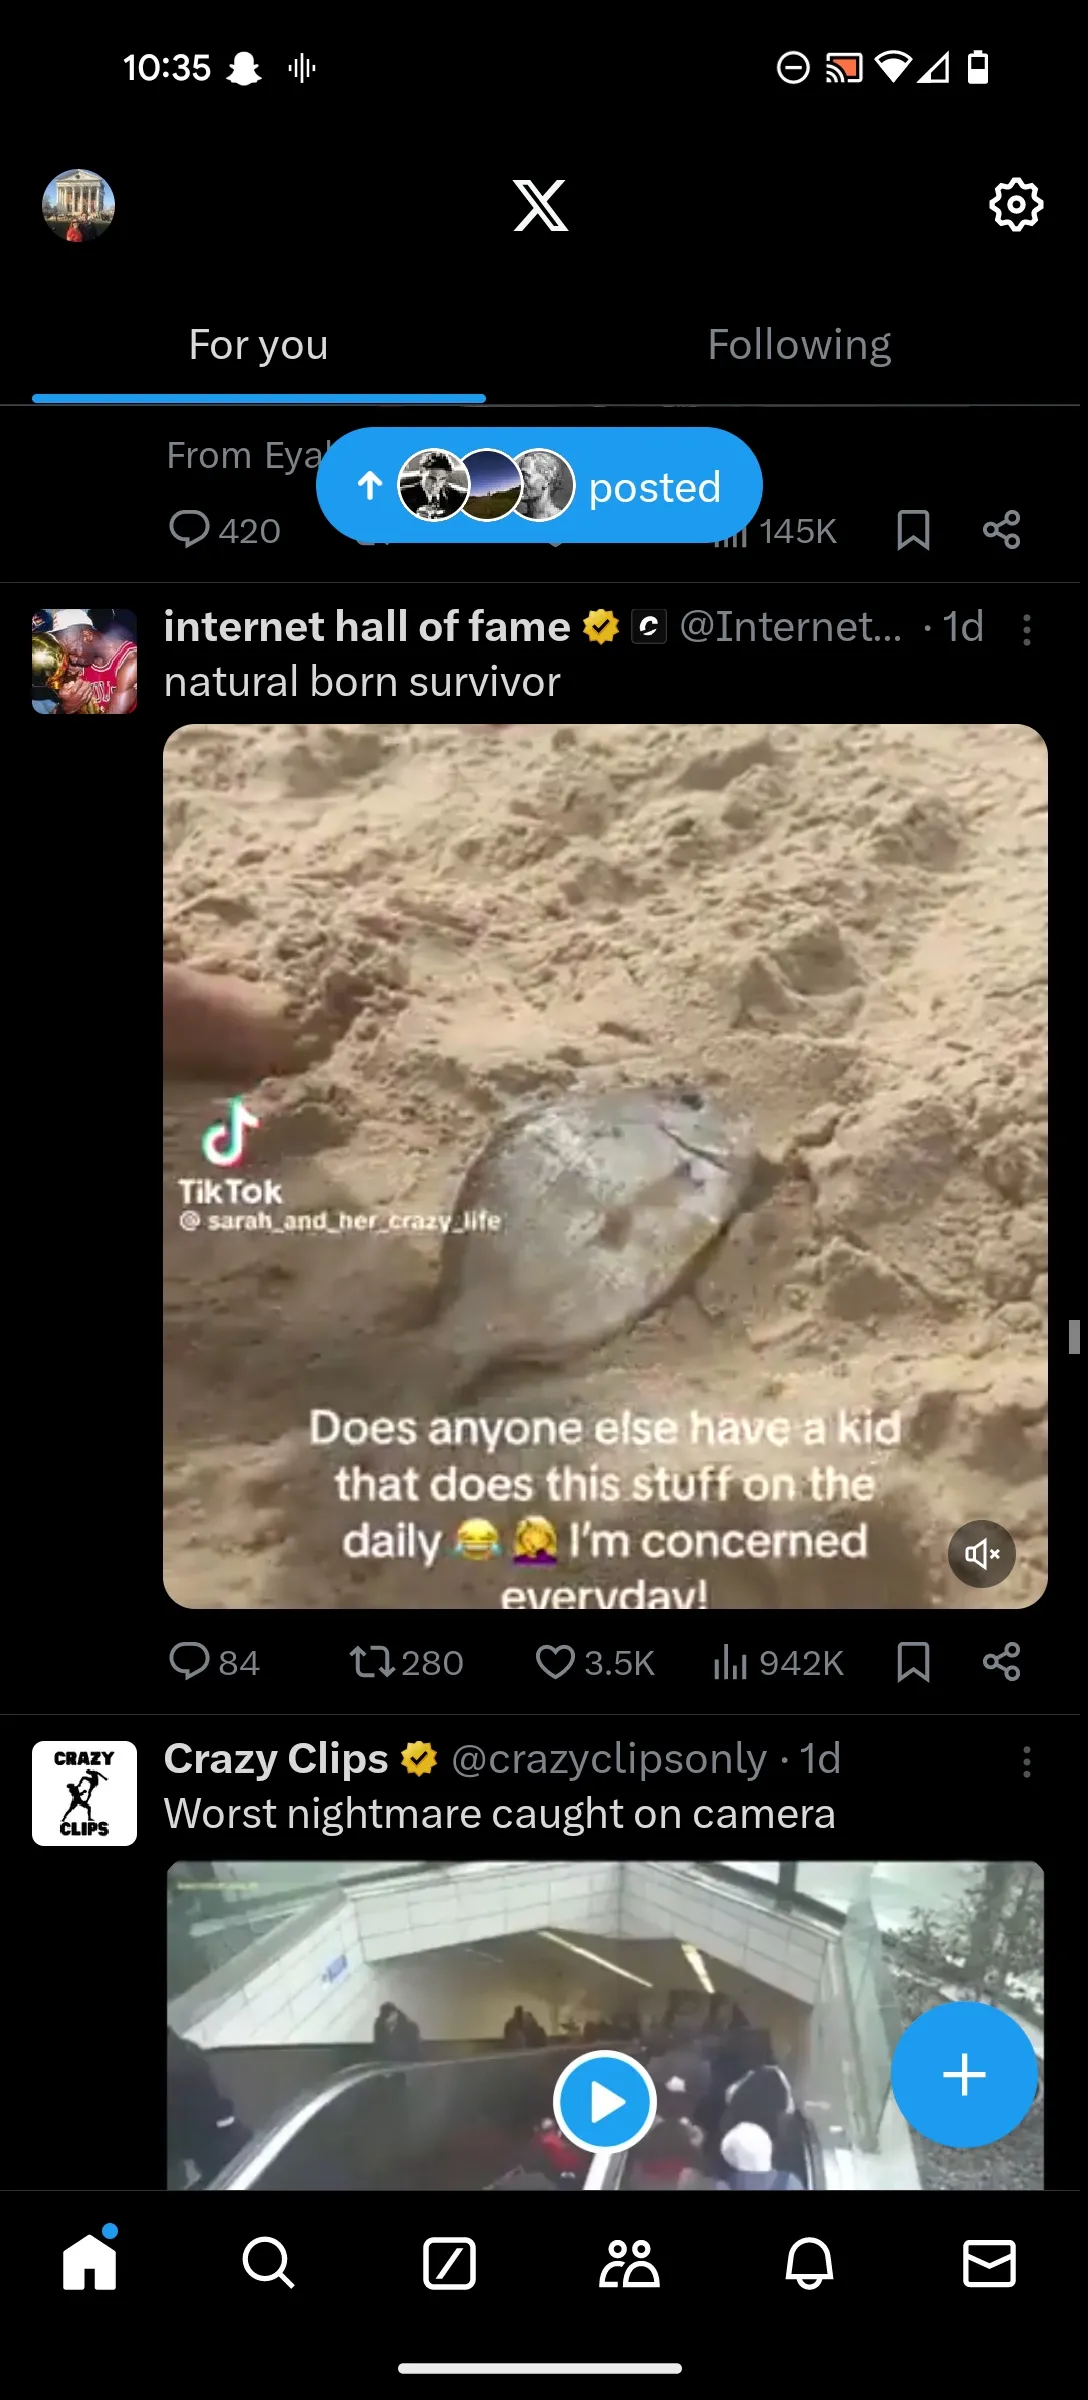 10:35
For you
Following
From Eya
posted
420
145K
internet hall of fame @Internet... · 1d
natural born survivor
TikTok
@ sarah_and_her_crazy_life
Does anyone else have a kid
that does this stuff on the
daily 😂 🤦‍♀️ I'm concerned
everyday!
84
280
3.5K
942K
CRAZY
CLIPS
Crazy Clips @crazyclipsonly · 1d
Worst nightmare caught on camera